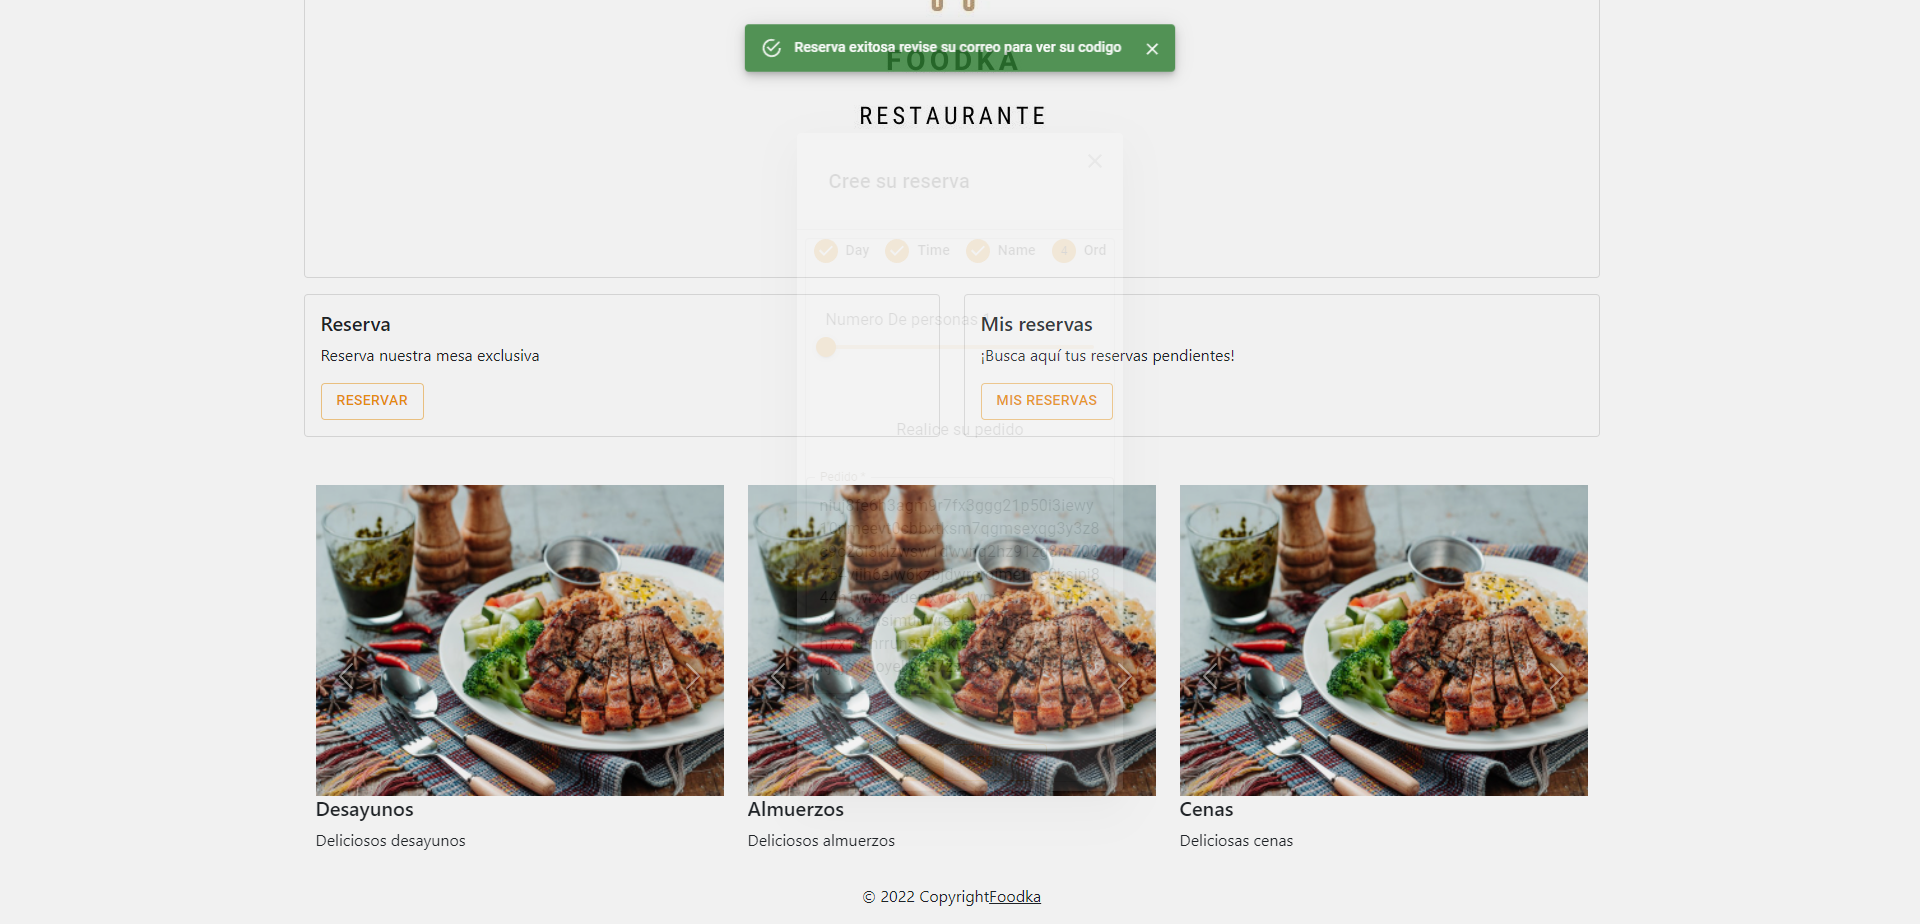 Reserva exitosa revise su correo para ver su codigo
FOODKA
RESTAURANTE
Cree su reserva
Day
Time
Name
4
Ord
Reserva
Reserva nuestra mesa exclusiva
RESERVAR
Numero De personas
Mis reservas
¡Busca aquí tus reservas pendientes!
MIS RESERVAS
Realice su pedido
Pedido *
Desayunos
Deliciosos desayunos
Almuerzos
Deliciosos almuerzos
Cenas
Deliciosas cenas
© 2022 CopyrightFoodka